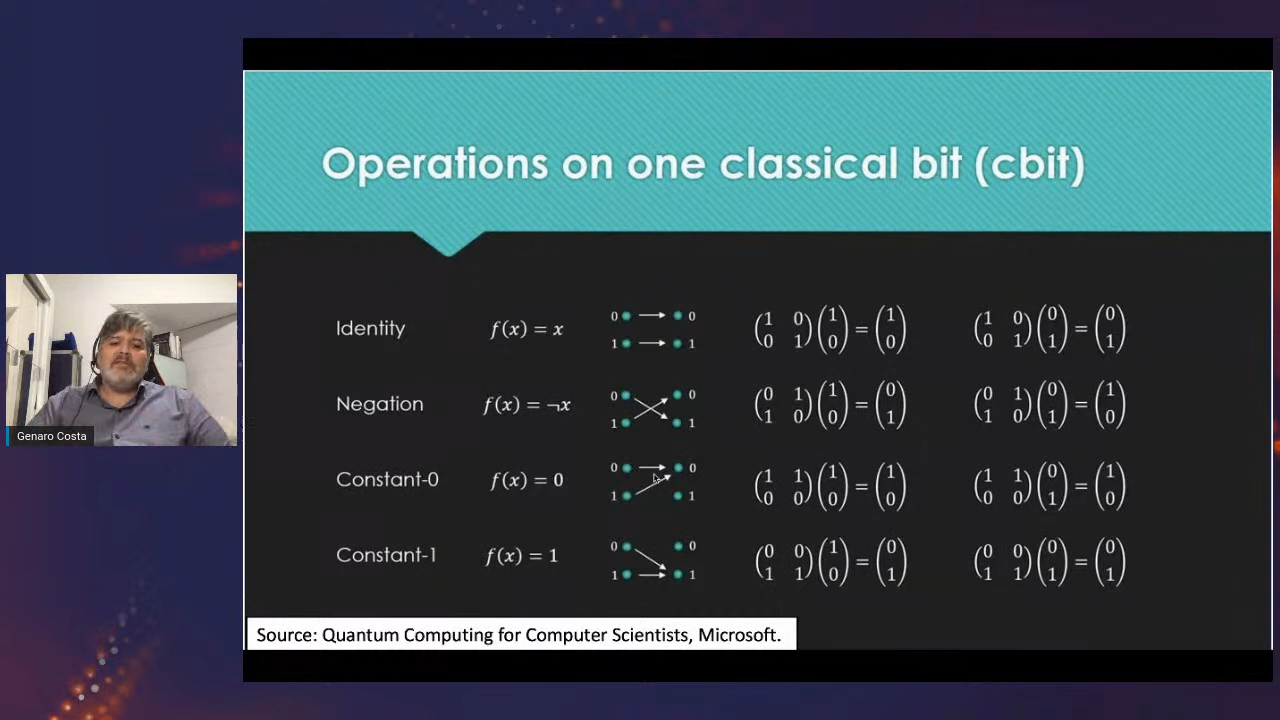 Operations on one classical bit (cbit)
Identity f(x) = x 0 → 0 1 → 1 (1 0 0 1)(1 0) = (1 0) (1 0 0 1)(0 1) = (0 1)
Negation f(x) = ¬x 0 0 1 1 (0 1 1 0)(1 0) = (0 1) (0 1 1 0)(0 1) = (1 0)
Constant-0 f(x) = 0 0 0 1 1 (1 1 0 0)(1 0) = (1 0) (1 1 0 0)(0 1) = (1 0)
Constant-1 f(x) = 1 0 0 1 1 (0 0 1 1)(1 0) = (0 1) (0 0 1 1)(0 1) = (0 1)
Genaro Costa
Source: Quantum Computing for Computer Scientists, Microsoft.